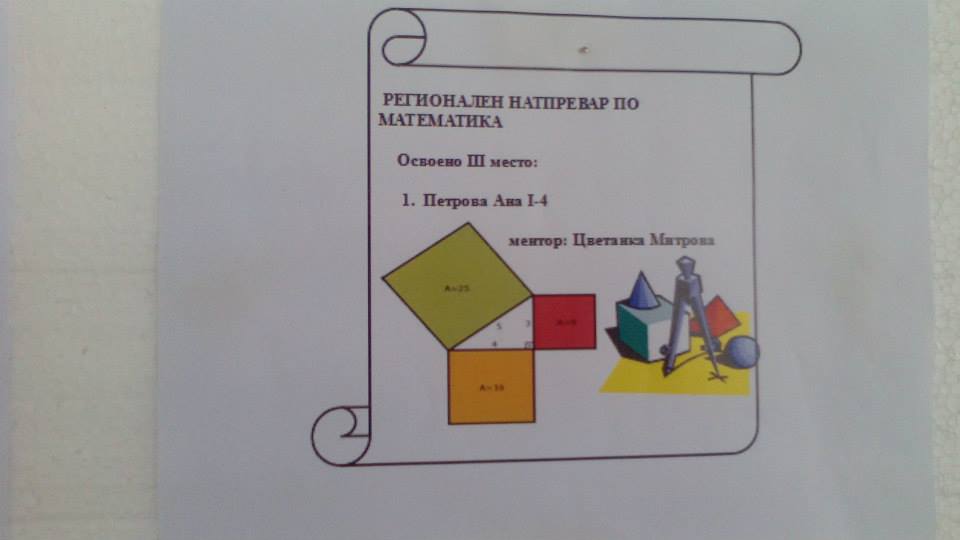 РЕГИОНАЛЕН НАТПРЕВАР ПО
МАТЕМАТИКА
Освоено III место:
1. Петрова Ана I-4
ментор: Цветанка Митрова
A=25
5
3
A=9
4
A=16